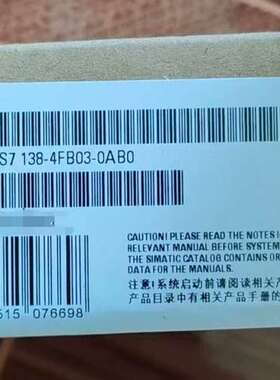 S7 138-4FB03-0AB0
CAUTION! PLEASE READ THE NOTES I
RELEVANT MANUAL BEFORE SYSTEM
THE SIMATIC CATALOG CONTAINS OR
DATA FOR THE MANUALS.
注意!系统启动前请阅读相关产
产品目录中有相关产品手册的
515 076698